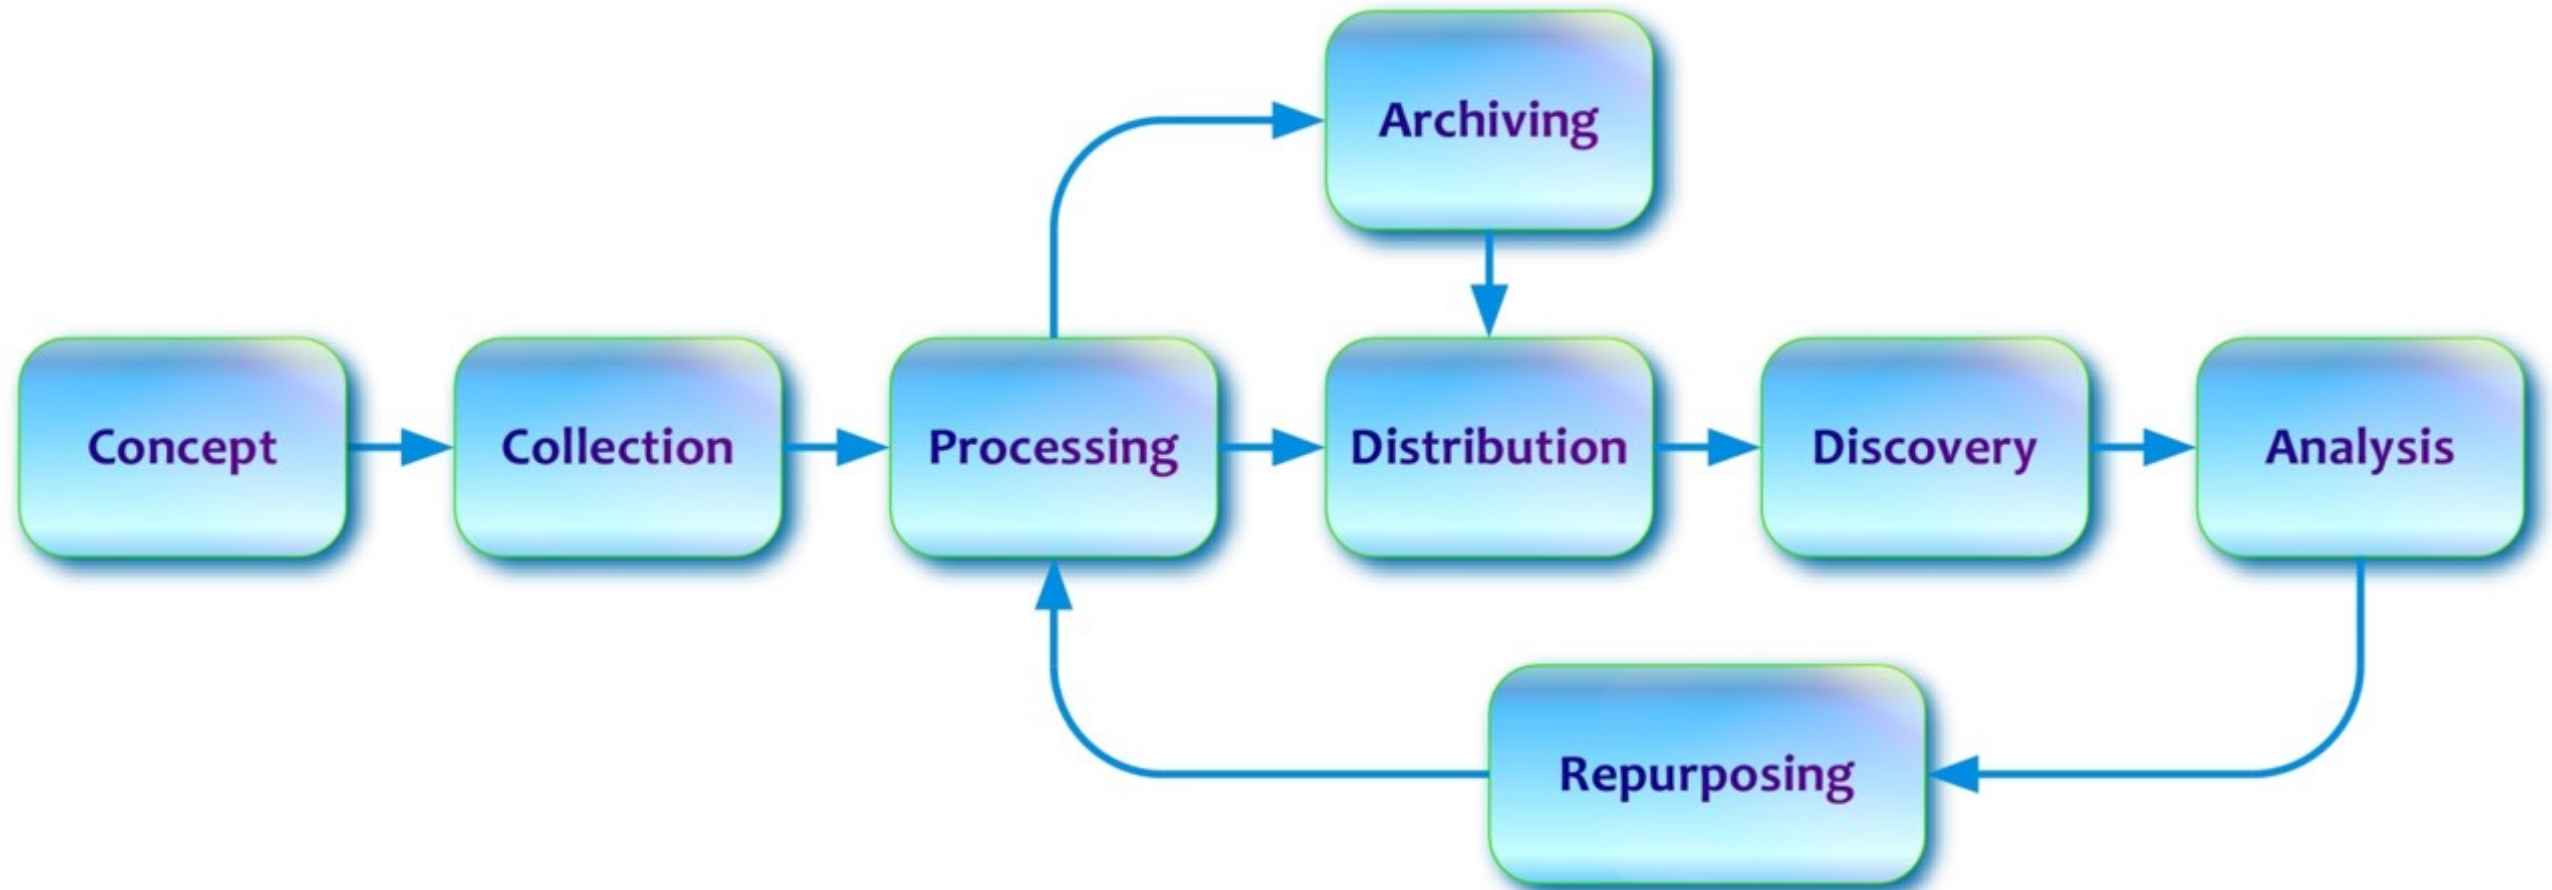 Archiving
Concept
Collection
Processing
Distribution
Discovery
Analysis
Repurposing